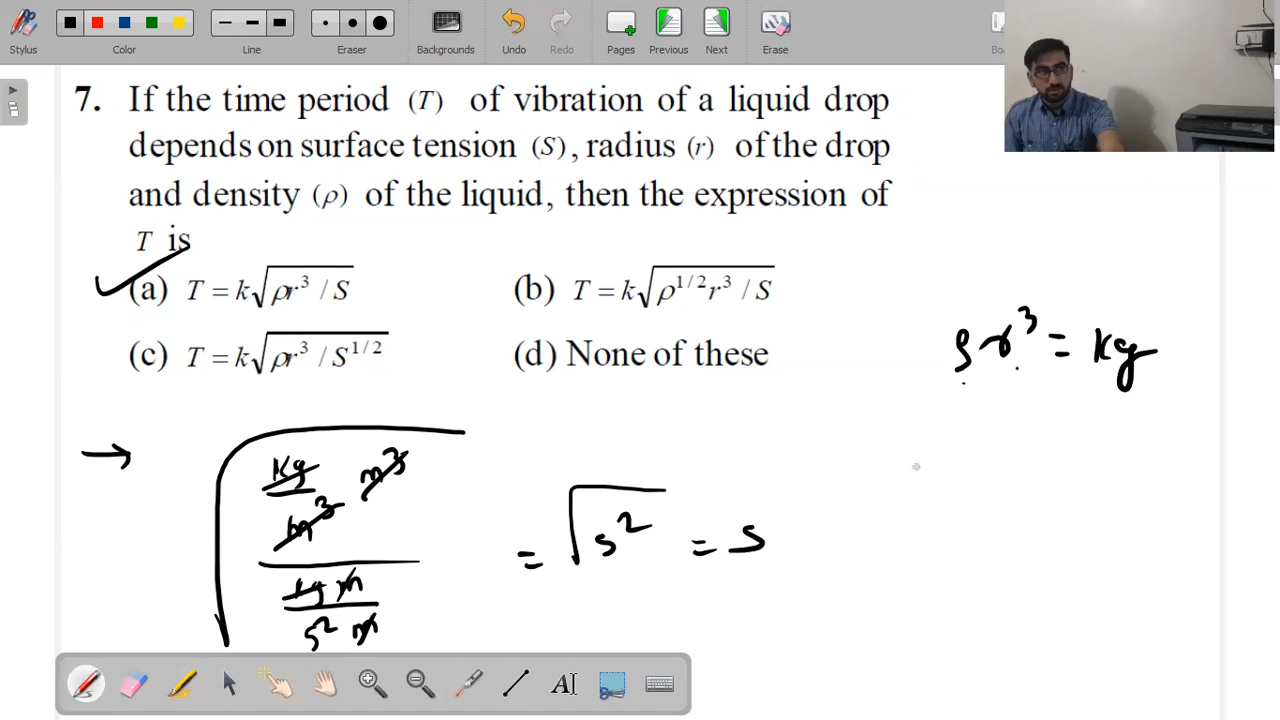 Stylus Color Line Eraser Backgrounds Undo Redo Pages Previous Next Erase
7. If the time period (T) of vibration of a liquid drop
depends on surface tension (S), radius (r) of the drop
and density (ρ) of the liquid, then the expression of
T is
(a) T = k√(ρr³ / S) (b) T = k√(ρ^{1/2}r³ / S)
(c) T = k√(ρr³ / S^{1/2}) (d) None of these
ρr³ = kg
→ √(((kg/m³) m³)/((kg m)/(s² m))) = √(s²) = s